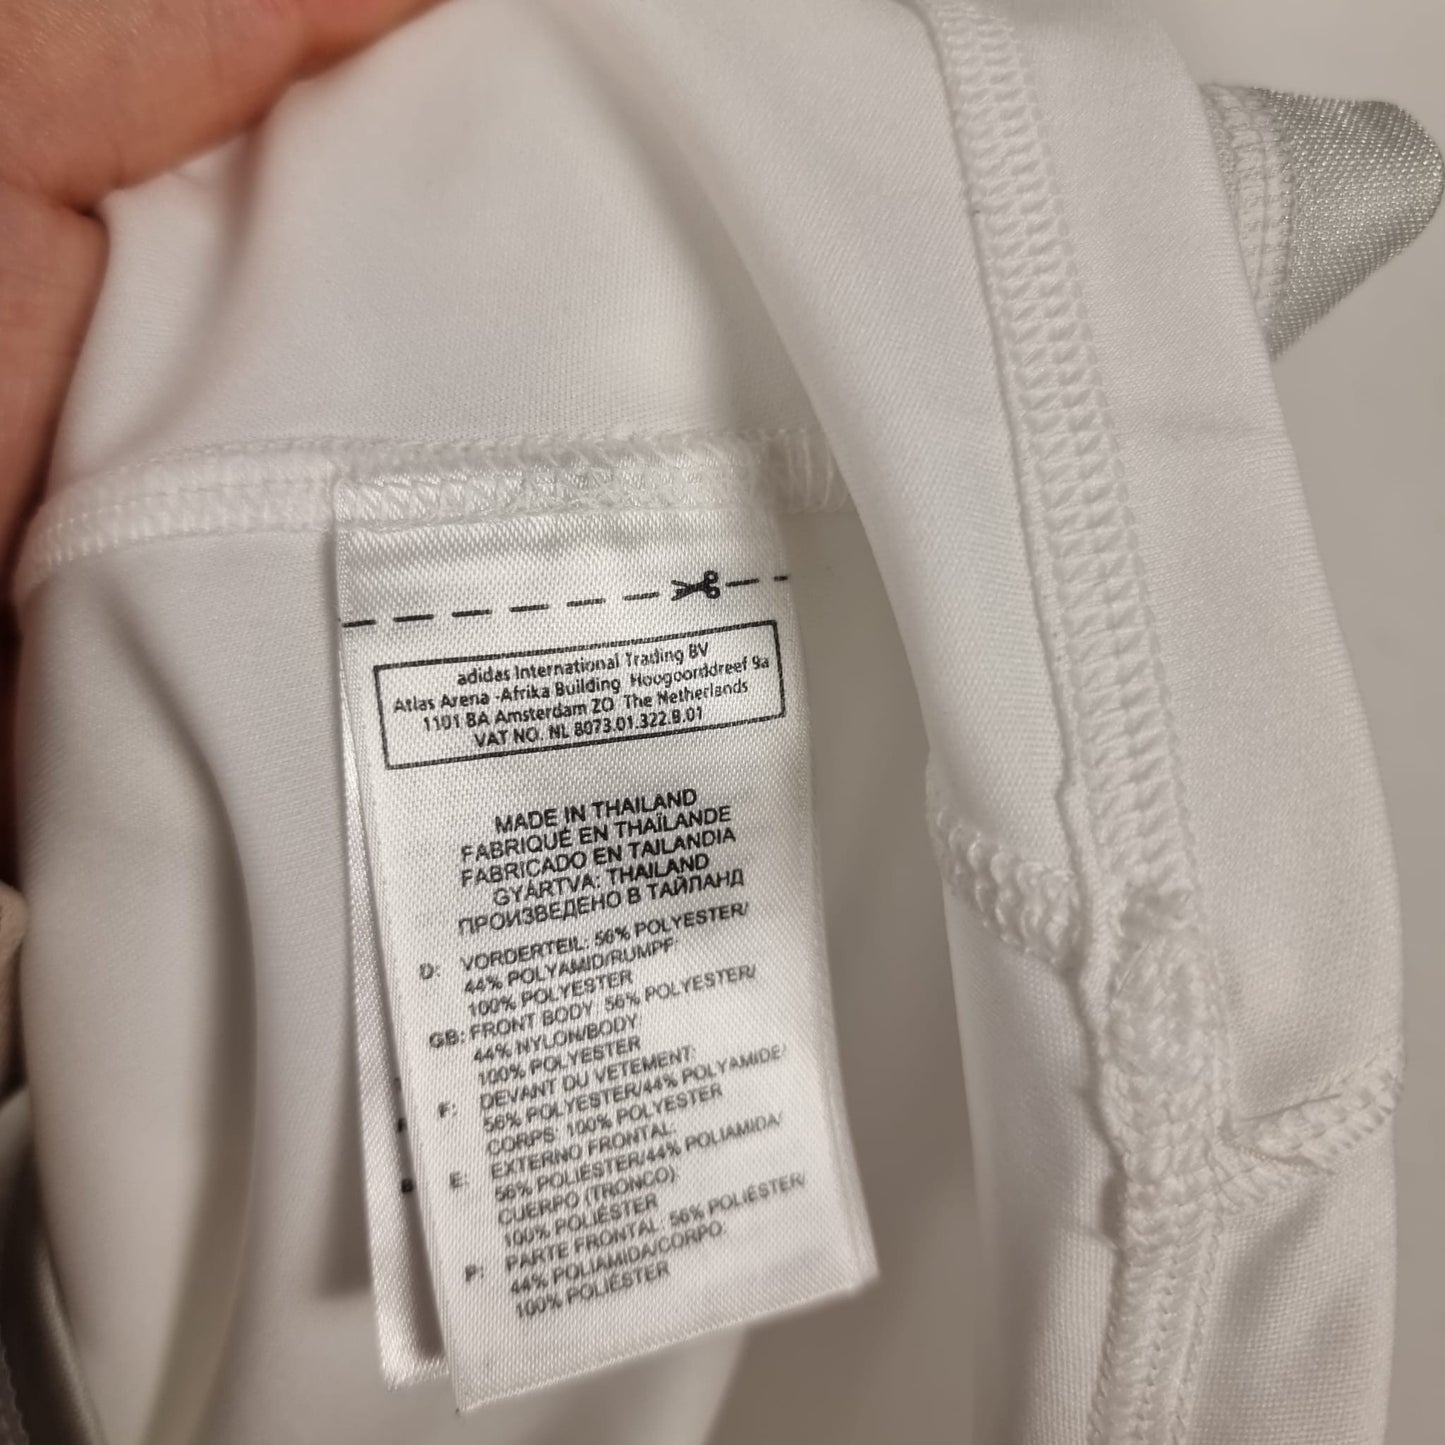 adidas International Trading BV
Atlas Arena -Afrika Building Hoogoorddreef 9a
1101 BA Amsterdam ZO The Netherlands
VAT NO. NL 8073.01.322.B.01
MADE IN THAILAND
FABRIQUÉ EN THAÏLANDE
FABRICADO EN TAILANDIA
GYÁRTVA: THAILAND
ПРОИЗВЕДЕНО В ТАЙЛАНД
D: VORDERTEIL: 56% POLYESTER/
44% POLYAMID/RUMPF:
100% POLYESTER
GB: FRONT BODY 56% POLYESTER/
44% NYLON/BODY
100% POLYESTER
F: DEVANT DU VETEMENT:
56% POLYESTER/44% POLYAMIDE/
CORPS: 100% POLYESTER
E: EXTERNO FRONTAL:
56% POLIÉSTER/44% POLIAMIDA/
CUERPO (TRONCO):
100% POLIÉSTER
P: PARTE FRONTAL: 56% POLIÉSTER/
44% POLIAMIDA/CORPO:
100% POLIÉSTER